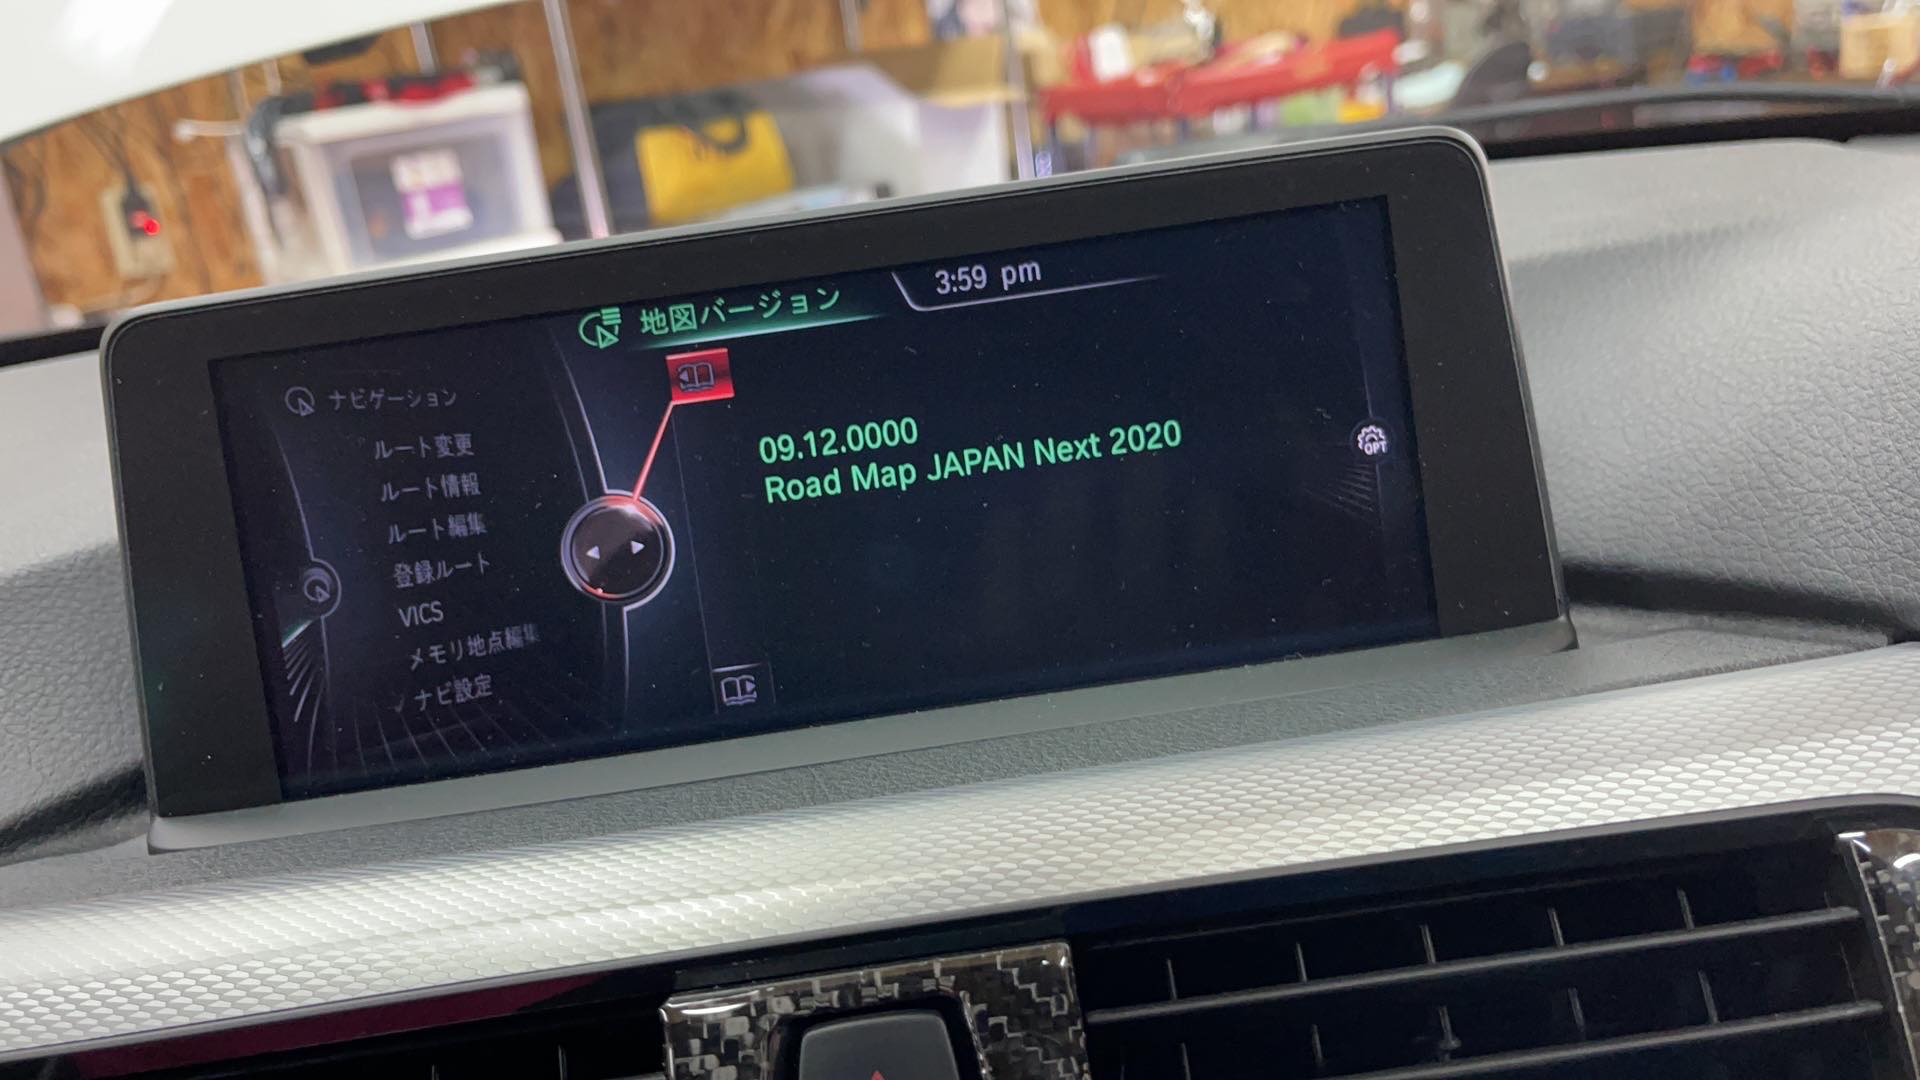 3:59 pm
地図バージョン
ナビゲーション
ルート変更
ルート情報
ルート編集
登録ルート
VICS
メモリ地点編集
ナビ設定
09.12.0000
Road Map JAPAN Next 2020
OPT